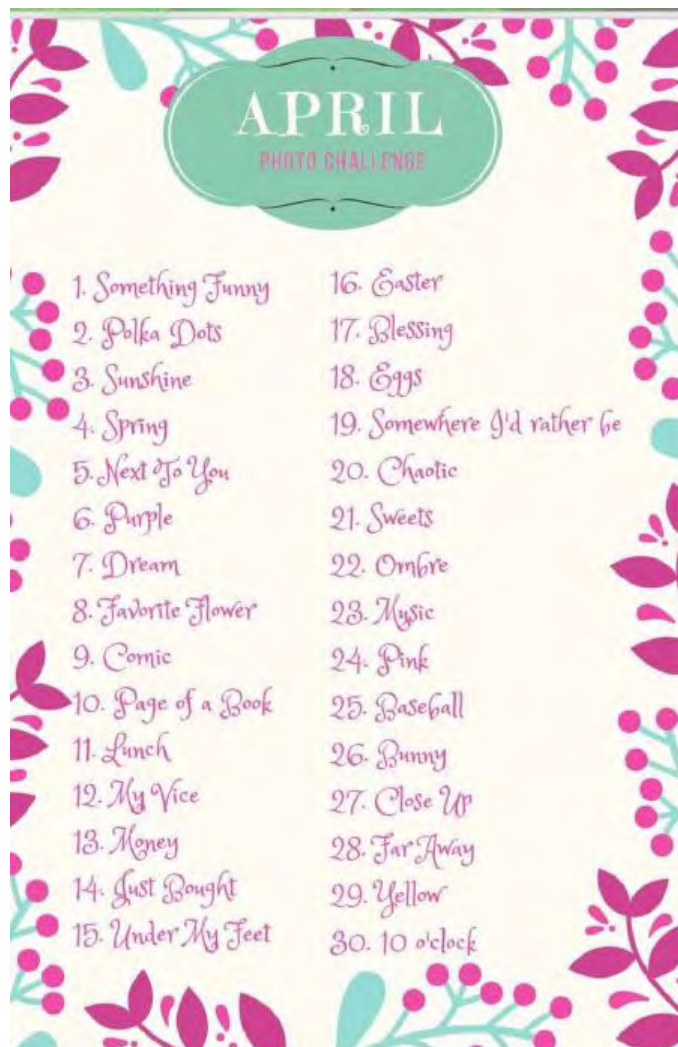 APRIL
PHOTO CHALLENGE
1. Something Funny
2. Polka Dots
3. Sunshine
4. Spring
5. Next To You
6. Purple
7. Dream
8. Favorite Flower
9. Comic
10. Page of a Book
11. Lunch
12. My Vice
13. Money
14. Just Bought
15. Under My Feet
16. Easter
17. Blessing
18. Eggs
19. Somewhere I'd rather be
20. Chaotic
21. Sweets
22. Ombre
23. Music
24. Pink
25. Baseball
26. Bunny
27. Close Up
28. Far Away
29. Yellow
30. 10 o'clock